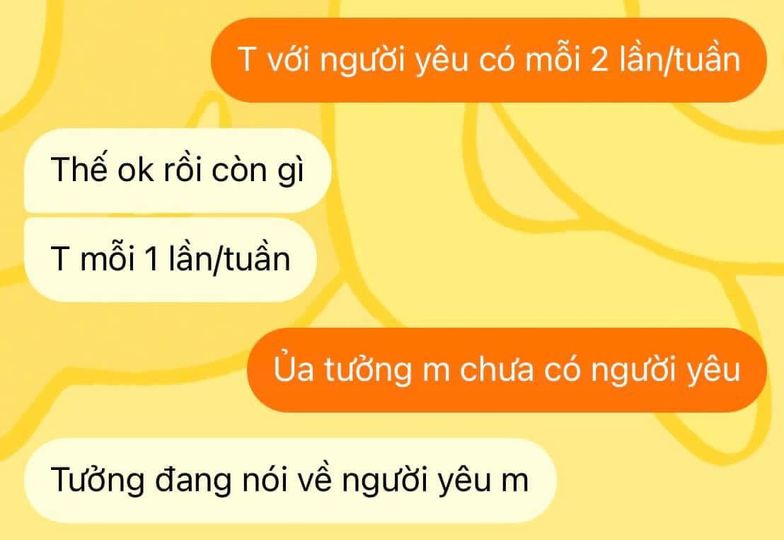 T với người yêu có mỗi 2 lần/tuần
Thế ok rồi còn gì
T mỗi 1 lần/tuần
Ủa tưởng m chưa có người yêu
Tưởng đang nói về người yêu m